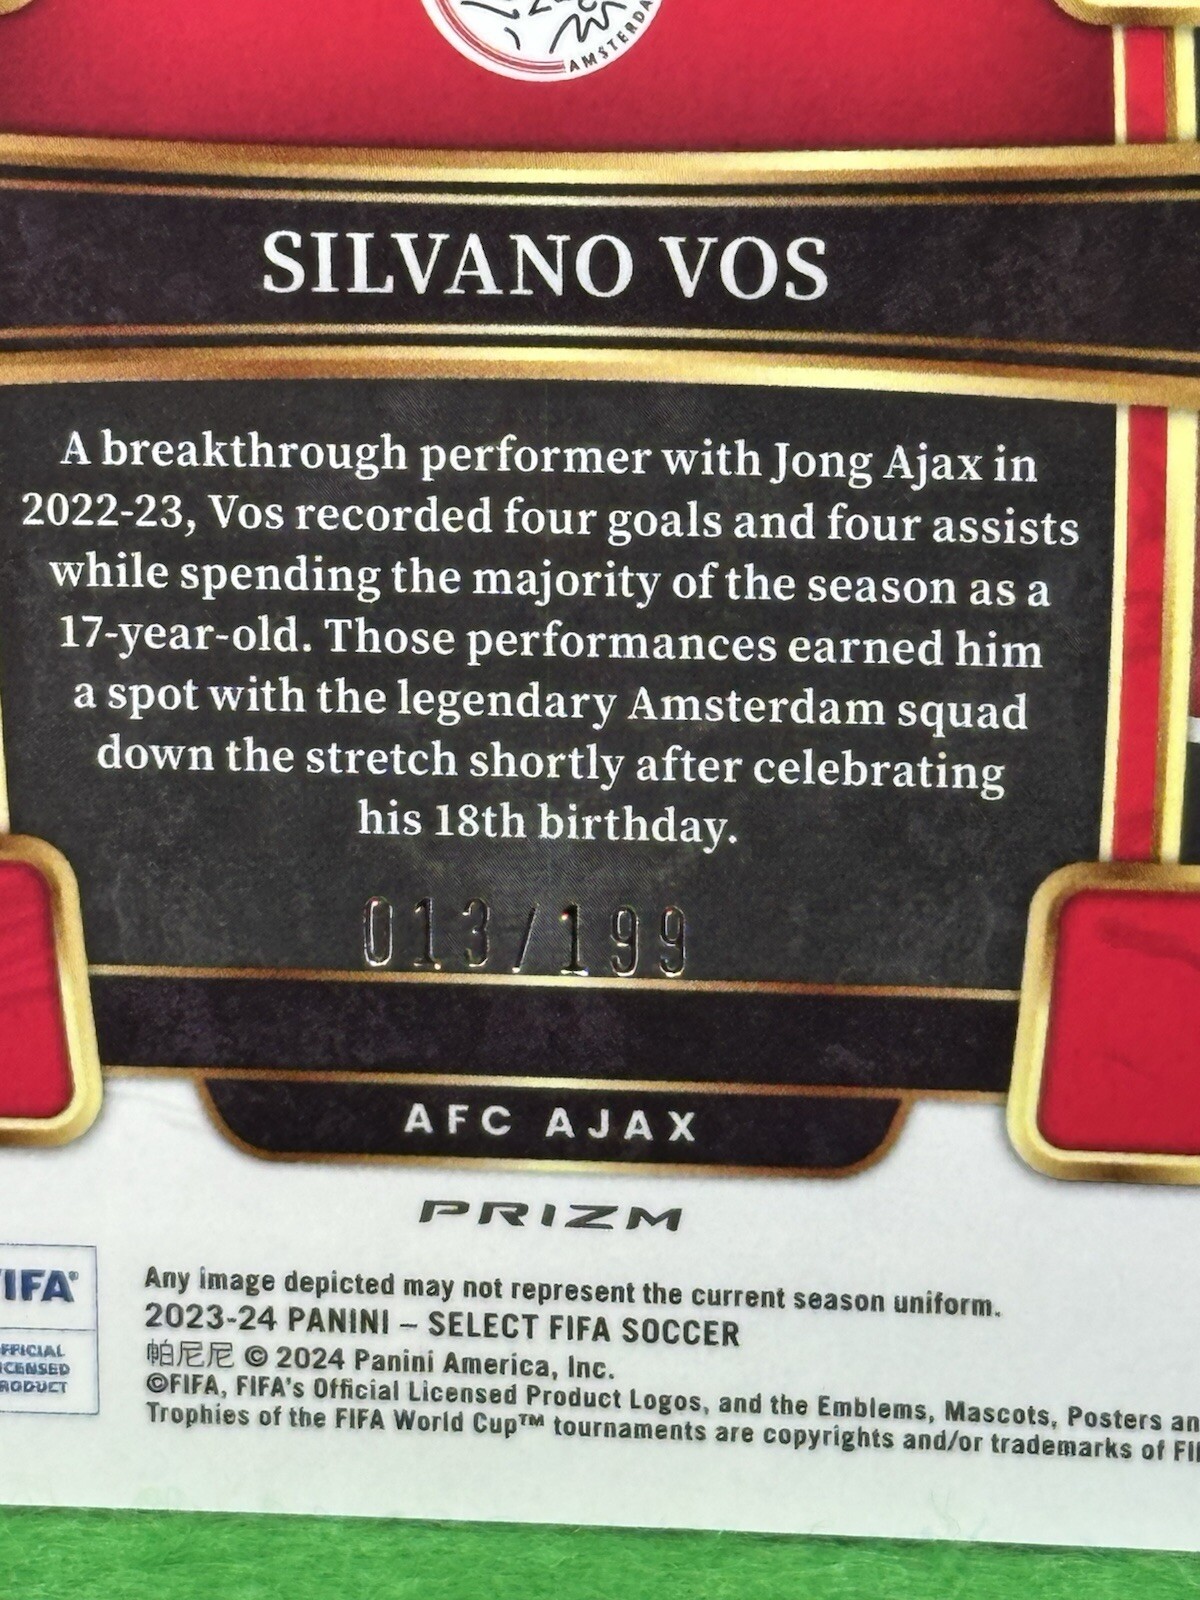 AMSTERDA
SILVANO VOS
A breakthrough performer with Jong Ajax in
2022-23, Vos recorded four goals and four assists
while spending the majority of the season as a
17-year-old. Those performances earned him
a spot with the legendary Amsterdam squad
down the stretch shortly after celebrating
his 18th birthday.
013/199
AFC AJAX
PRIZM
FIFA®
OFFICIAL
LICENSED
PRODUCT
Any image depicted may not represent the current season uniform.
2023-24 PANINI – SELECT FIFA SOCCER
帕尼尼 © 2024 Panini America, Inc.
©FIFA, FIFA's Official Licensed Product Logos, and the Emblems, Mascots, Posters an
Trophies of the FIFA World Cup™ tournaments are copyrights and/or trademarks of FI